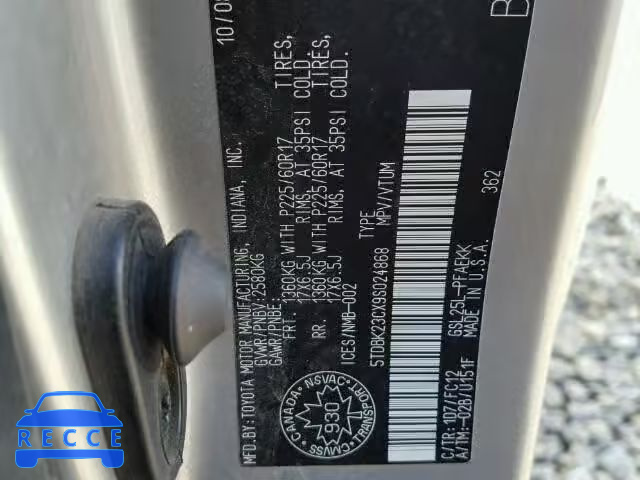 MFD.BY: TOYOTA MOTOR MANUFACTURING, INDIANA, INC. 10/08
GVWR/PNBV: 2580KG
GAWR/PNBE:
FRT. 1360KG WITH P225/60R17 TIRES,
17X6.5J RIMS, AT 35PSI COLD.
RR. 1360KG WITH P225/60R17 TIRES,
17X6.5J RIMS, AT 35PSI COLD.
ICES/NMB-002
5TDBK23CX9S024868 TYPE
MPV/VTUM
C/TR: 1D7/FC12 GSL25L-PFAEKK
A/TM: -02B/U151F MADE IN U.S.A.
362
B
CANADA
NSVAC
TRANSPORT
CMVSS
930
RECREDIT